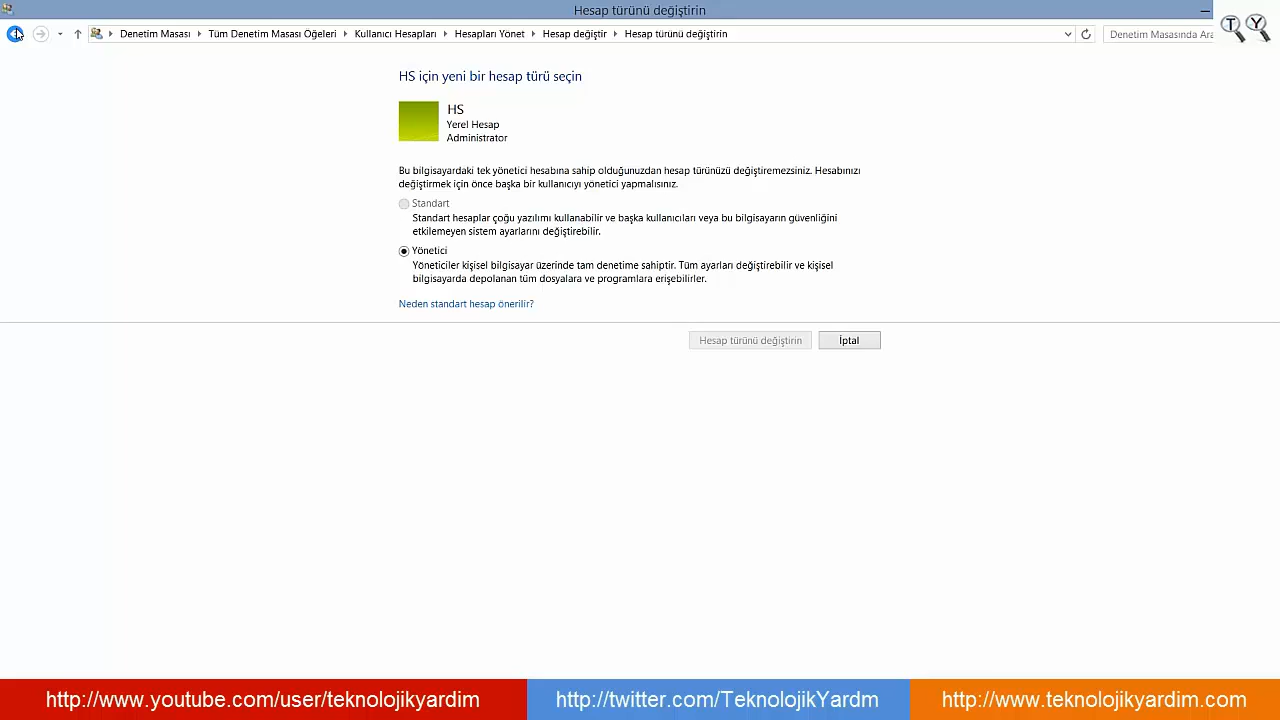 Hesap türünü değiştirin
Denetim Masası Tüm Denetim Masası Öğeleri Kullanıcı Hesapları Hesapları Yönet Hesap değiştir Hesap türünü değiştirin
Denetim Masasında Ara
T Y
HS için yeni bir hesap türü seçin
HS
Yerel Hesap
Administrator
Bu bilgisayardaki tek yönetici hesabına sahip olduğunuzdan hesap türünüzü değiştiremezsiniz. Hesabınızı
değiştirmek için önce başka bir kullanıcıyı yönetici yapmalısınız.
Standart
Standart hesaplar çoğu yazılımı kullanabilir ve başka kullanıcıları veya bu bilgisayarın güvenliğini
etkilemeyen sistem ayarlarını değiştirebilir.
Yönetici
Yöneticiler kişisel bilgisayar üzerinde tam denetime sahiptir. Tüm ayarları değiştirebilir ve kişisel
bilgisayarda depolanan tüm dosyalara ve programlara erişebilirler.
Neden standart hesap önerilir?
Hesap türünü değiştirin
İptal
http://www.youtube.com/user/teknolojikyardim
http://twitter.com/TeknolojikYardm
http://www.teknolojikyardim.com